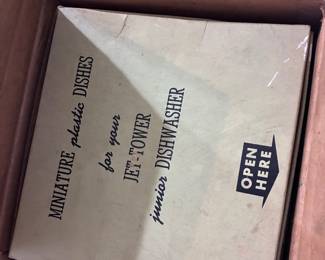 MINIATURE plastic DISHES
for your
JET-TOWER
junior DISHWASHER
OPEN
HERE